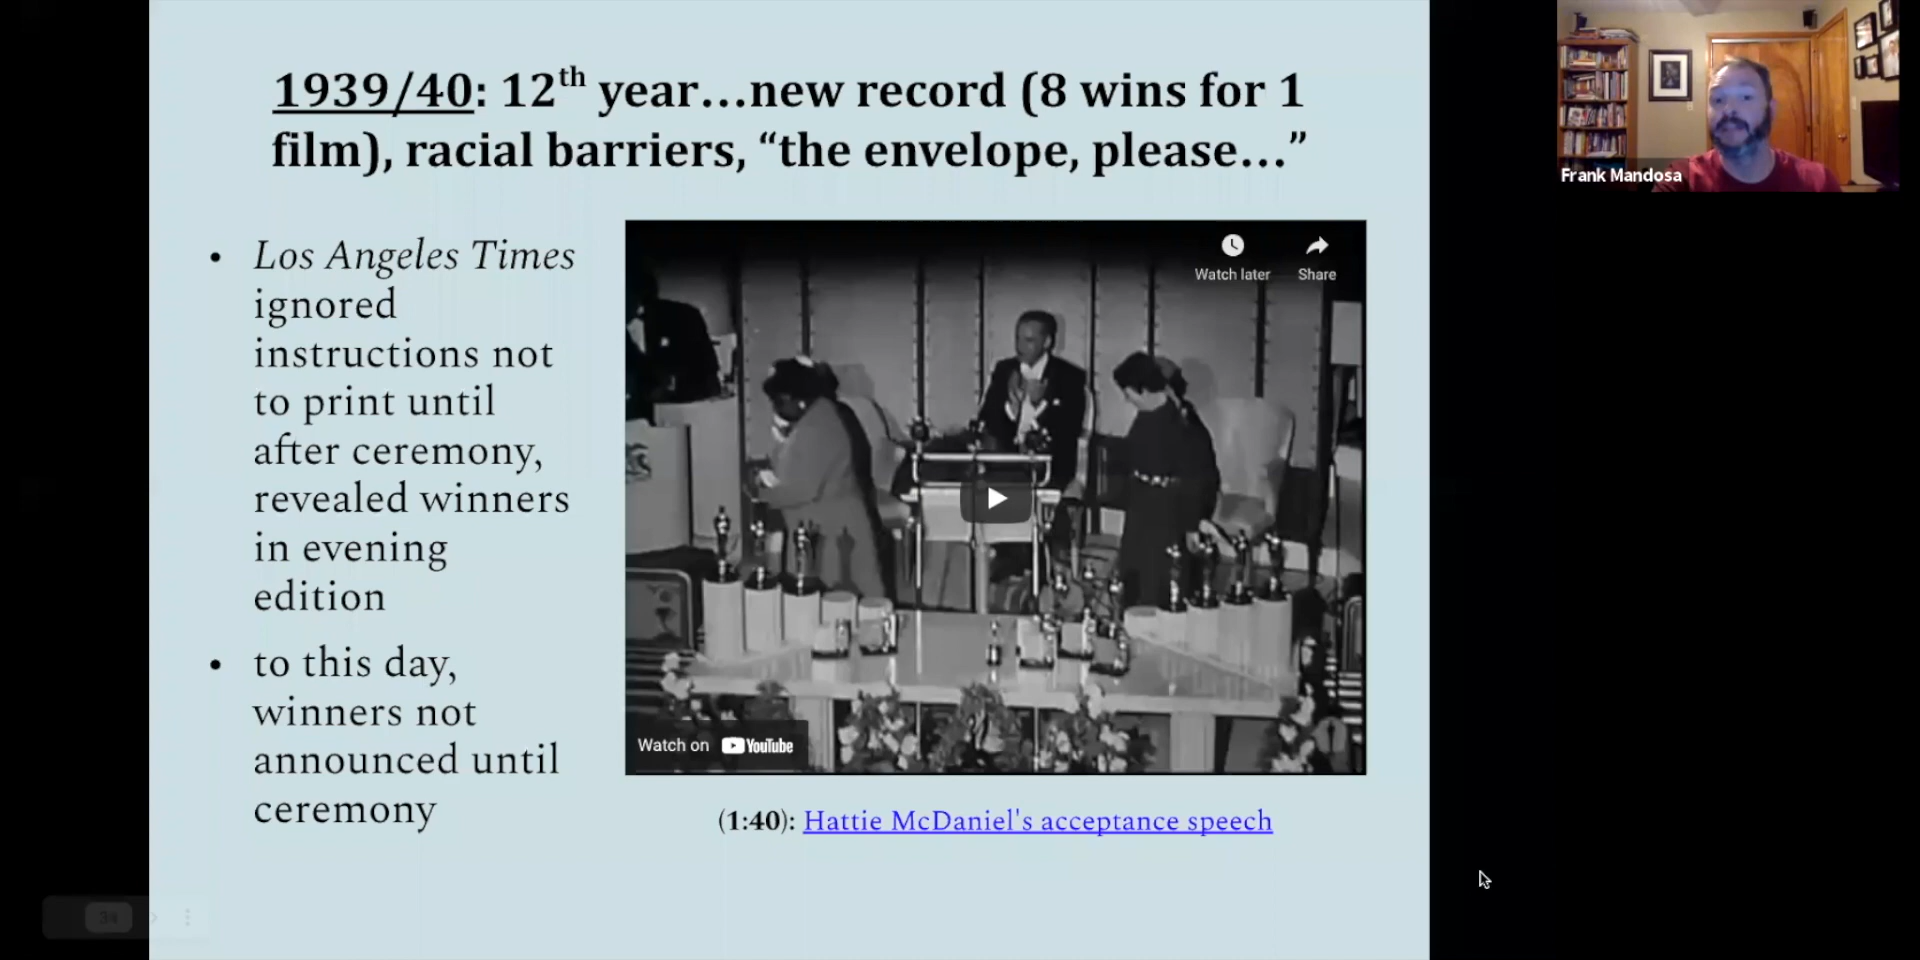 1939/40: 12th year...new record (8 wins for 1
film), racial barriers, “the envelope, please...”
• Los Angeles Times
ignored
instructions not
to print until
after ceremony,
revealed winners
in evening
edition
• to this day,
winners not
announced until
ceremony
Watch later
Share
Watch on YouTube
(1:40): Hattie McDaniel's acceptance speech
Frank Mandosa